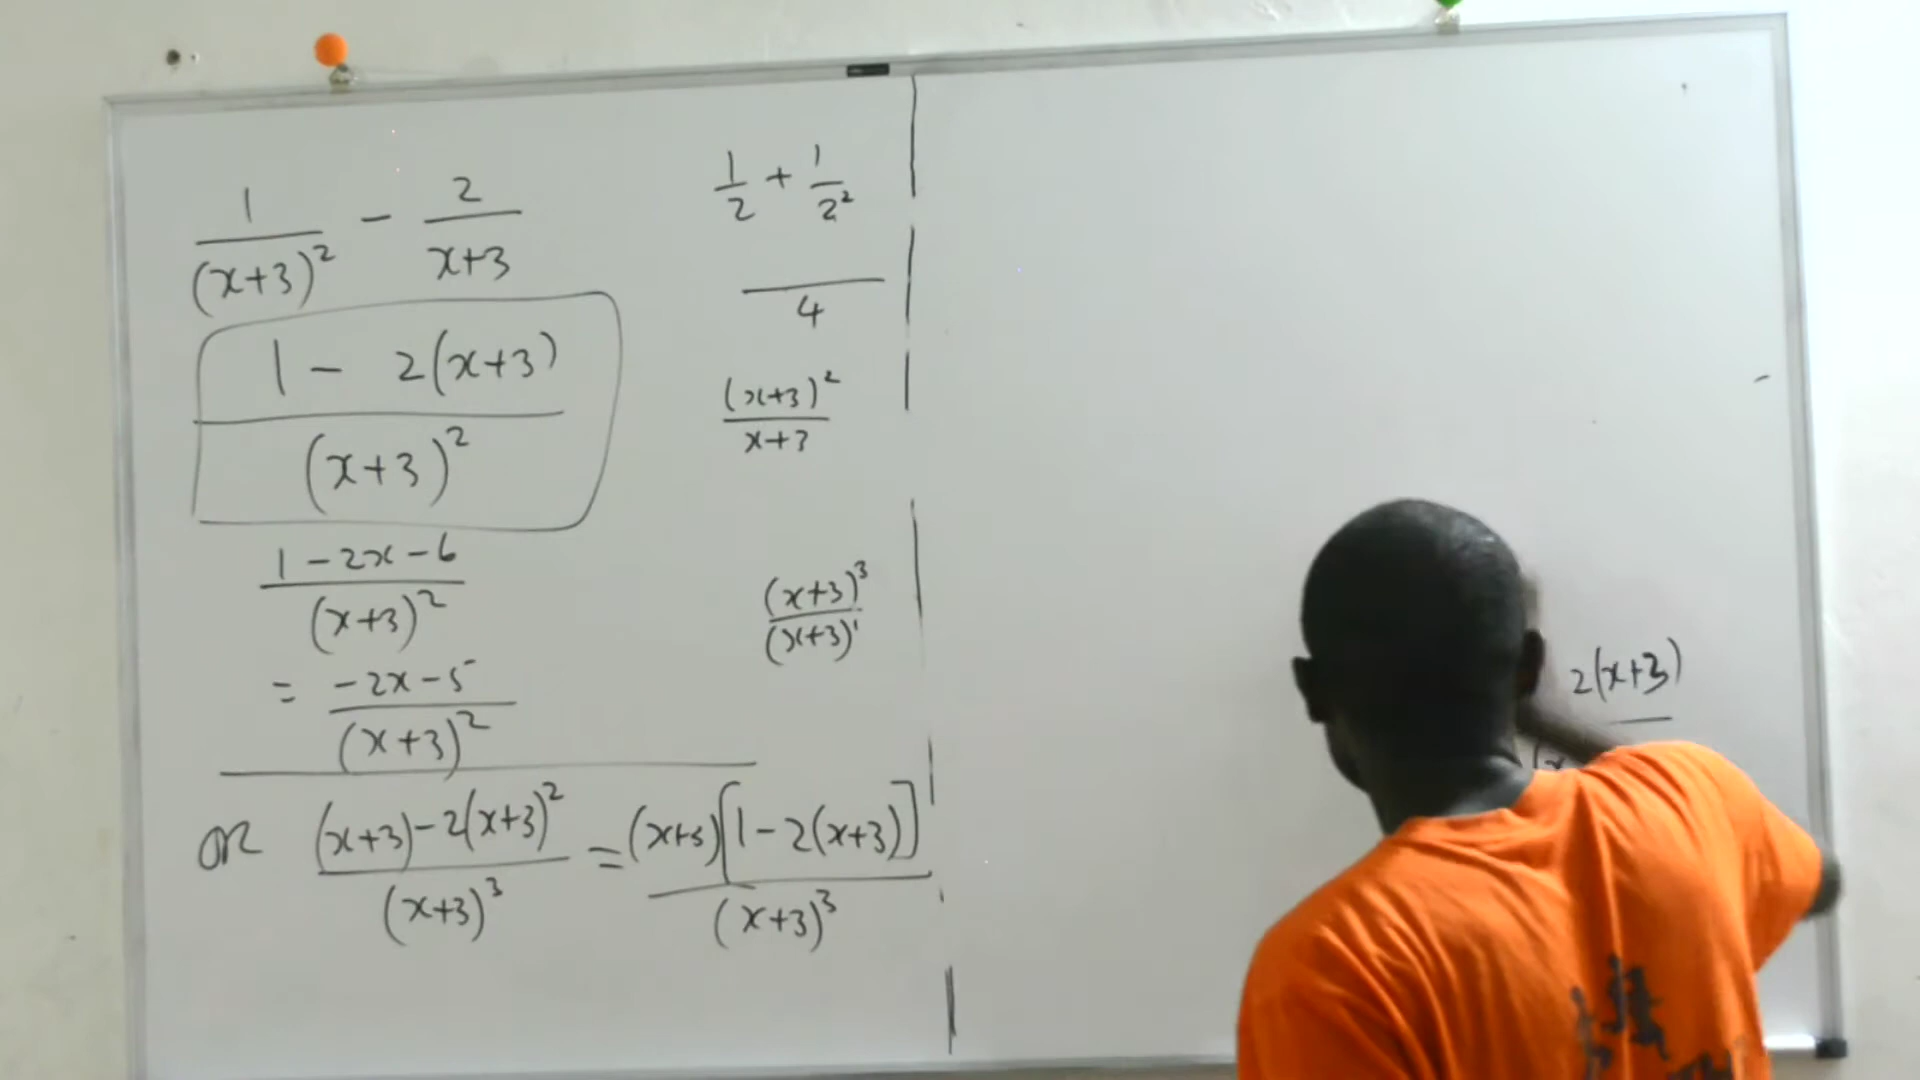 1/(x+3)² - 2/(x+3)
(1 - 2(x+3))/(x+3)²
(1 - 2x - 6)/(x+3)²
= (-2x - 5)/(x+3)²
OR ((x+3) - 2(x+3)²)/(x+3)³ = ((x+3)[1 - 2(x+3)])/(x+3)³
1/2 + 1/2²
/4
(x+3)²/(x+3)
(x+3)³/(x+3)¹
2(x+3)